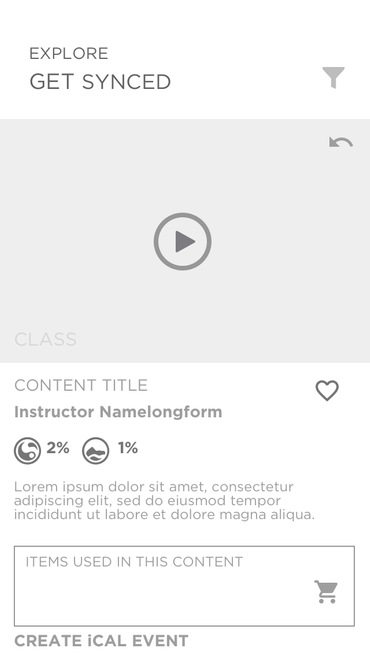 EXPLORE
GET SYNCED
CLASS
CONTENT TITLE
Instructor Namelongform
2% 1%
Lorem ipsum dolor sit amet, consectetur
adipiscing elit, sed do eiusmod tempor
incididunt ut labore et dolore magna aliqua.
ITEMS USED IN THIS CONTENT
CREATE iCAL EVENT